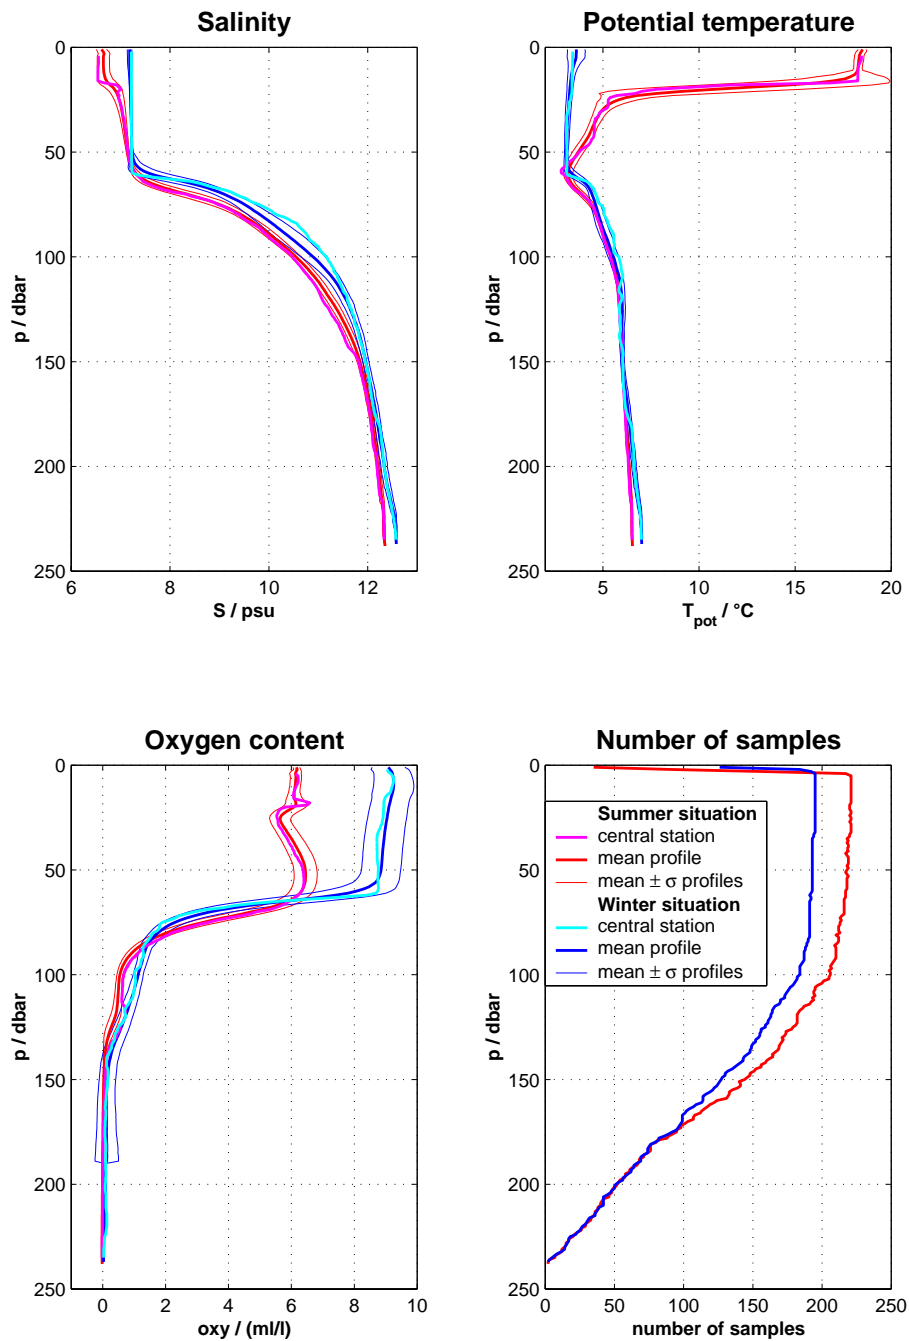 Salinity
0
50
100
150
200
250
6
8
10
12
p / dbar
S / psu
Potential temperature
0
50
100
150
200
250
5
10
15
20
p / dbar
Tpot / °C
Oxygen content
0
50
100
150
200
250
0
2
4
6
8
10
p / dbar
oxy / (ml/l)
Number of samples
0
50
100
150
200
250
0
50
100
150
200
250
p / dbar
number of samples
Summer situation
central station
mean profile
mean ± σ profiles
Winter situation
central station
mean profile
mean ± σ profiles